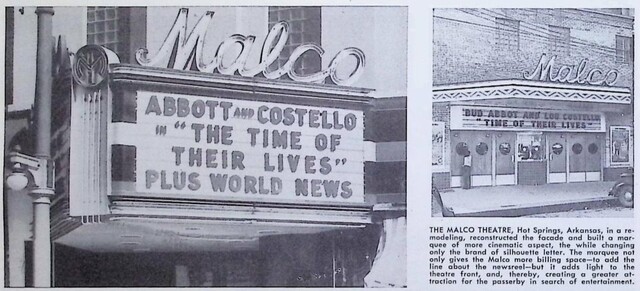 Malco
ABBOTT AND COSTELLO
IN "THE TIME OF
THEIR LIVES"
PLUS WORLD NEWS
M
Malco
BUD ABBOT AND LOU COSTELLO
"TIME OF THEIR LIVES"
THE MALCO THEATRE, Hot Springs, Arkansas, in a re-
modeling, reconstructed the facade and built a mar-
quee of more cinematic aspect, the while changing
only the brand of silhouette letter. The marquee not
only gives the Malco more billing space—to add the
line about the newsreel—but it adds light to the
theatre front, and, thereby, creating a greater at-
traction for the passerby in search of entertainment.